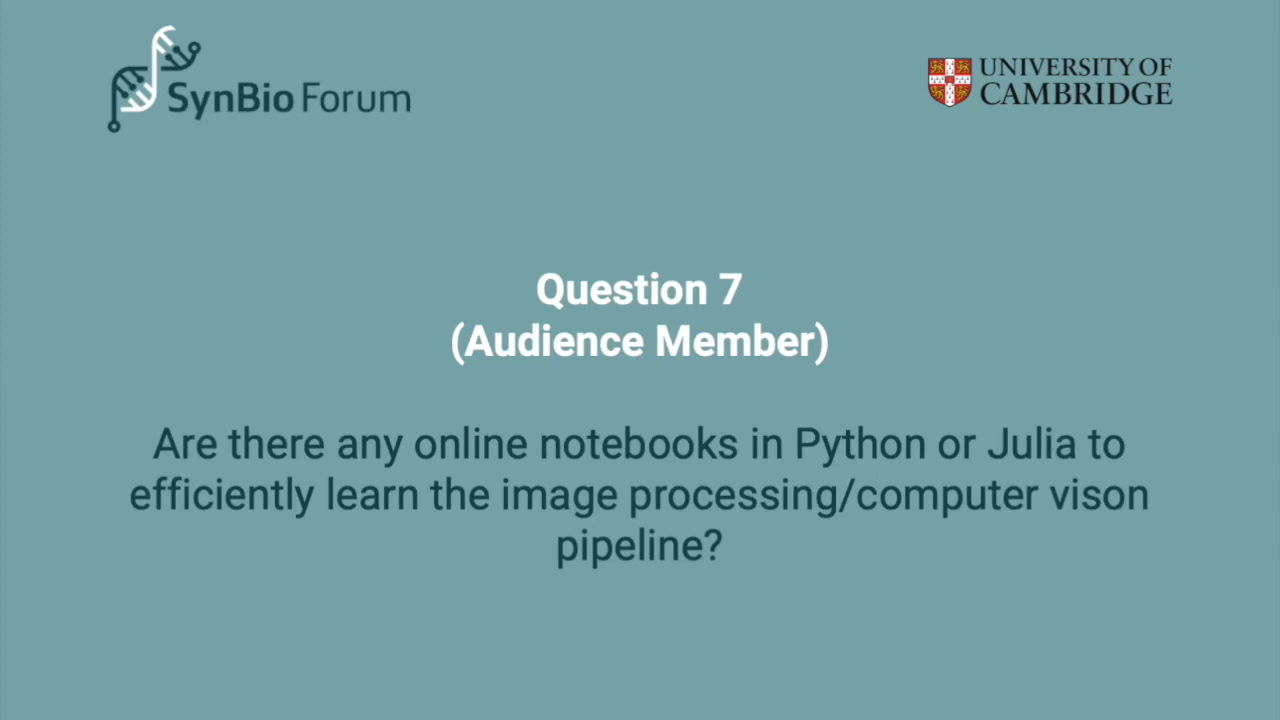 SynBio Forum
UNIVERSITY OF
CAMBRIDGE
Question 7
(Audience Member)
Are there any online notebooks in Python or Julia to
efficiently learn the image processing/computer vison
pipeline?